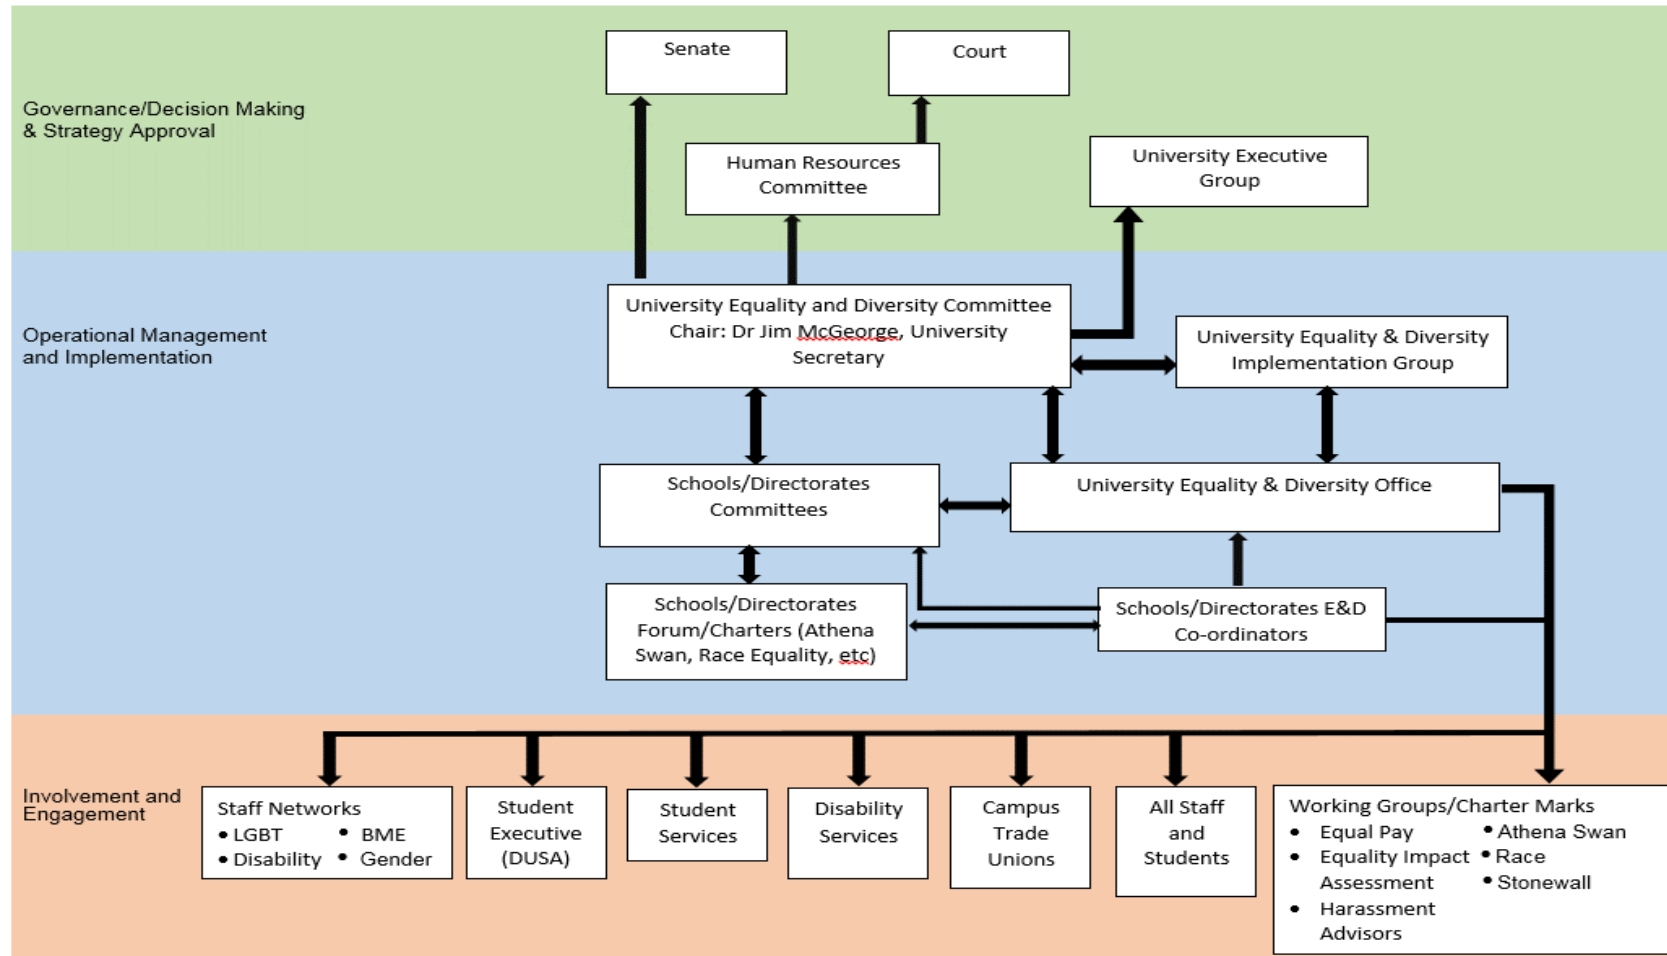 Senate
Court
Governance/Decision Making
& Strategy Approval
Human Resources
Committee
University Executive
Group
Operational Management
and Implementation
University Equality and Diversity Committee
Chair: Dr Jim McGeorge, University
Secretary
University Equality & Diversity
Implementation Group
Schools/Directorates
Committees
University Equality & Diversity Office
Schools/Directorates
Forum/Charters (Athena
Swan, Race Equality, etc)
Schools/Directorates E&D
Co-ordinators
Involvement and
Engagement
Staff Networks
• LGBT • BME
• Disability • Gender
Student
Executive
(DUSA)
Student
Services
Disability
Services
Campus
Trade
Unions
All Staff
and
Students
Working Groups/Charter Marks
• Equal Pay • Athena Swan
• Equality Impact • Race
Assessment • Stonewall
• Harassment
Advisors